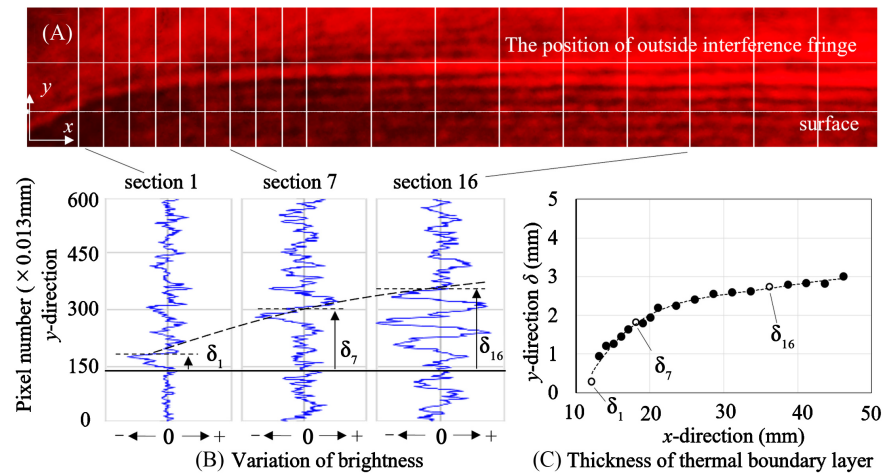 (A)
The position of outside interference fringe
y
x
surface
section 1
section 7
section 16
Pixel number (×0.013mm)
y-direction
600
450
300
150
0
δ1
δ7
δ16
- 0 +
- 0 +
- 0 +
(B) Variation of brightness
y-direction δ (mm)
5
4
3
2
1
0
δ1
δ7
δ16
10
20
30
40
50
x-direction (mm)
(C) Thickness of thermal boundary layer